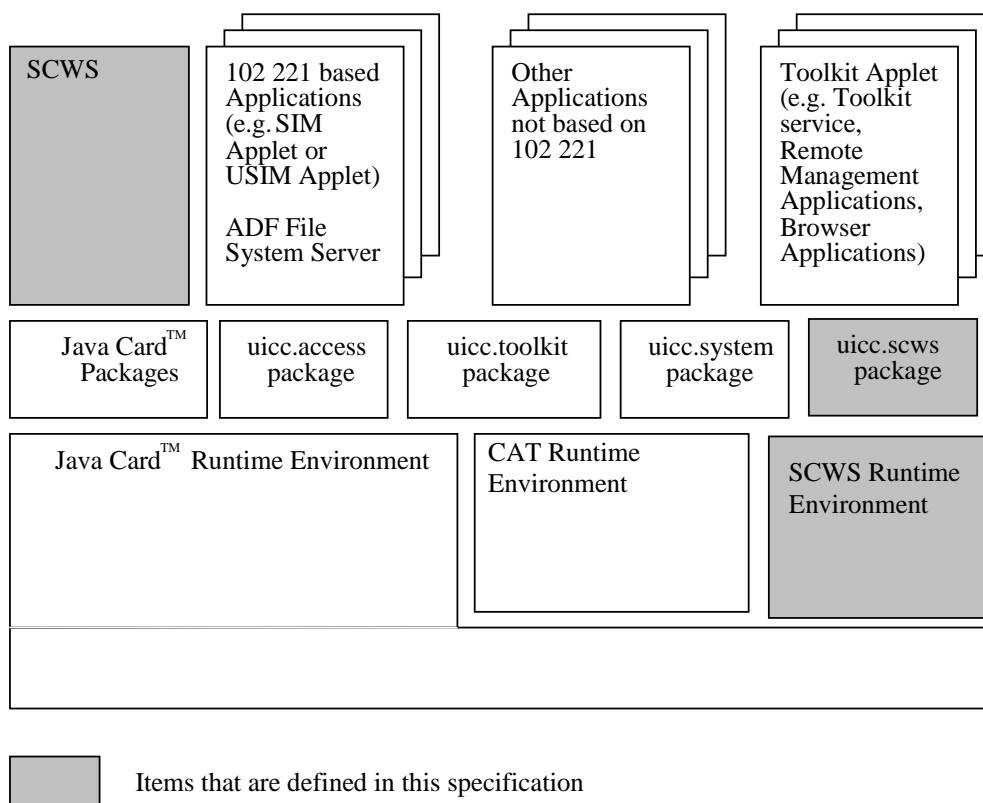 SCWS
102 221 based
Applications
(e.g. SIM
Applet or
USIM Applet)
ADF File
System Server
Other
Applications
not based on
102 221
Toolkit Applet
(e.g. Toolkit
service,
Remote
Management
Applications,
Browser
Applications)
Java Card™
Packages
uicc.access
package
uicc.toolkit
package
uicc.system
package
uicc.scws
package
Java Card™ Runtime Environment
CAT Runtime
Environment
SCWS Runtime
Environment
Items that are defined in this specification